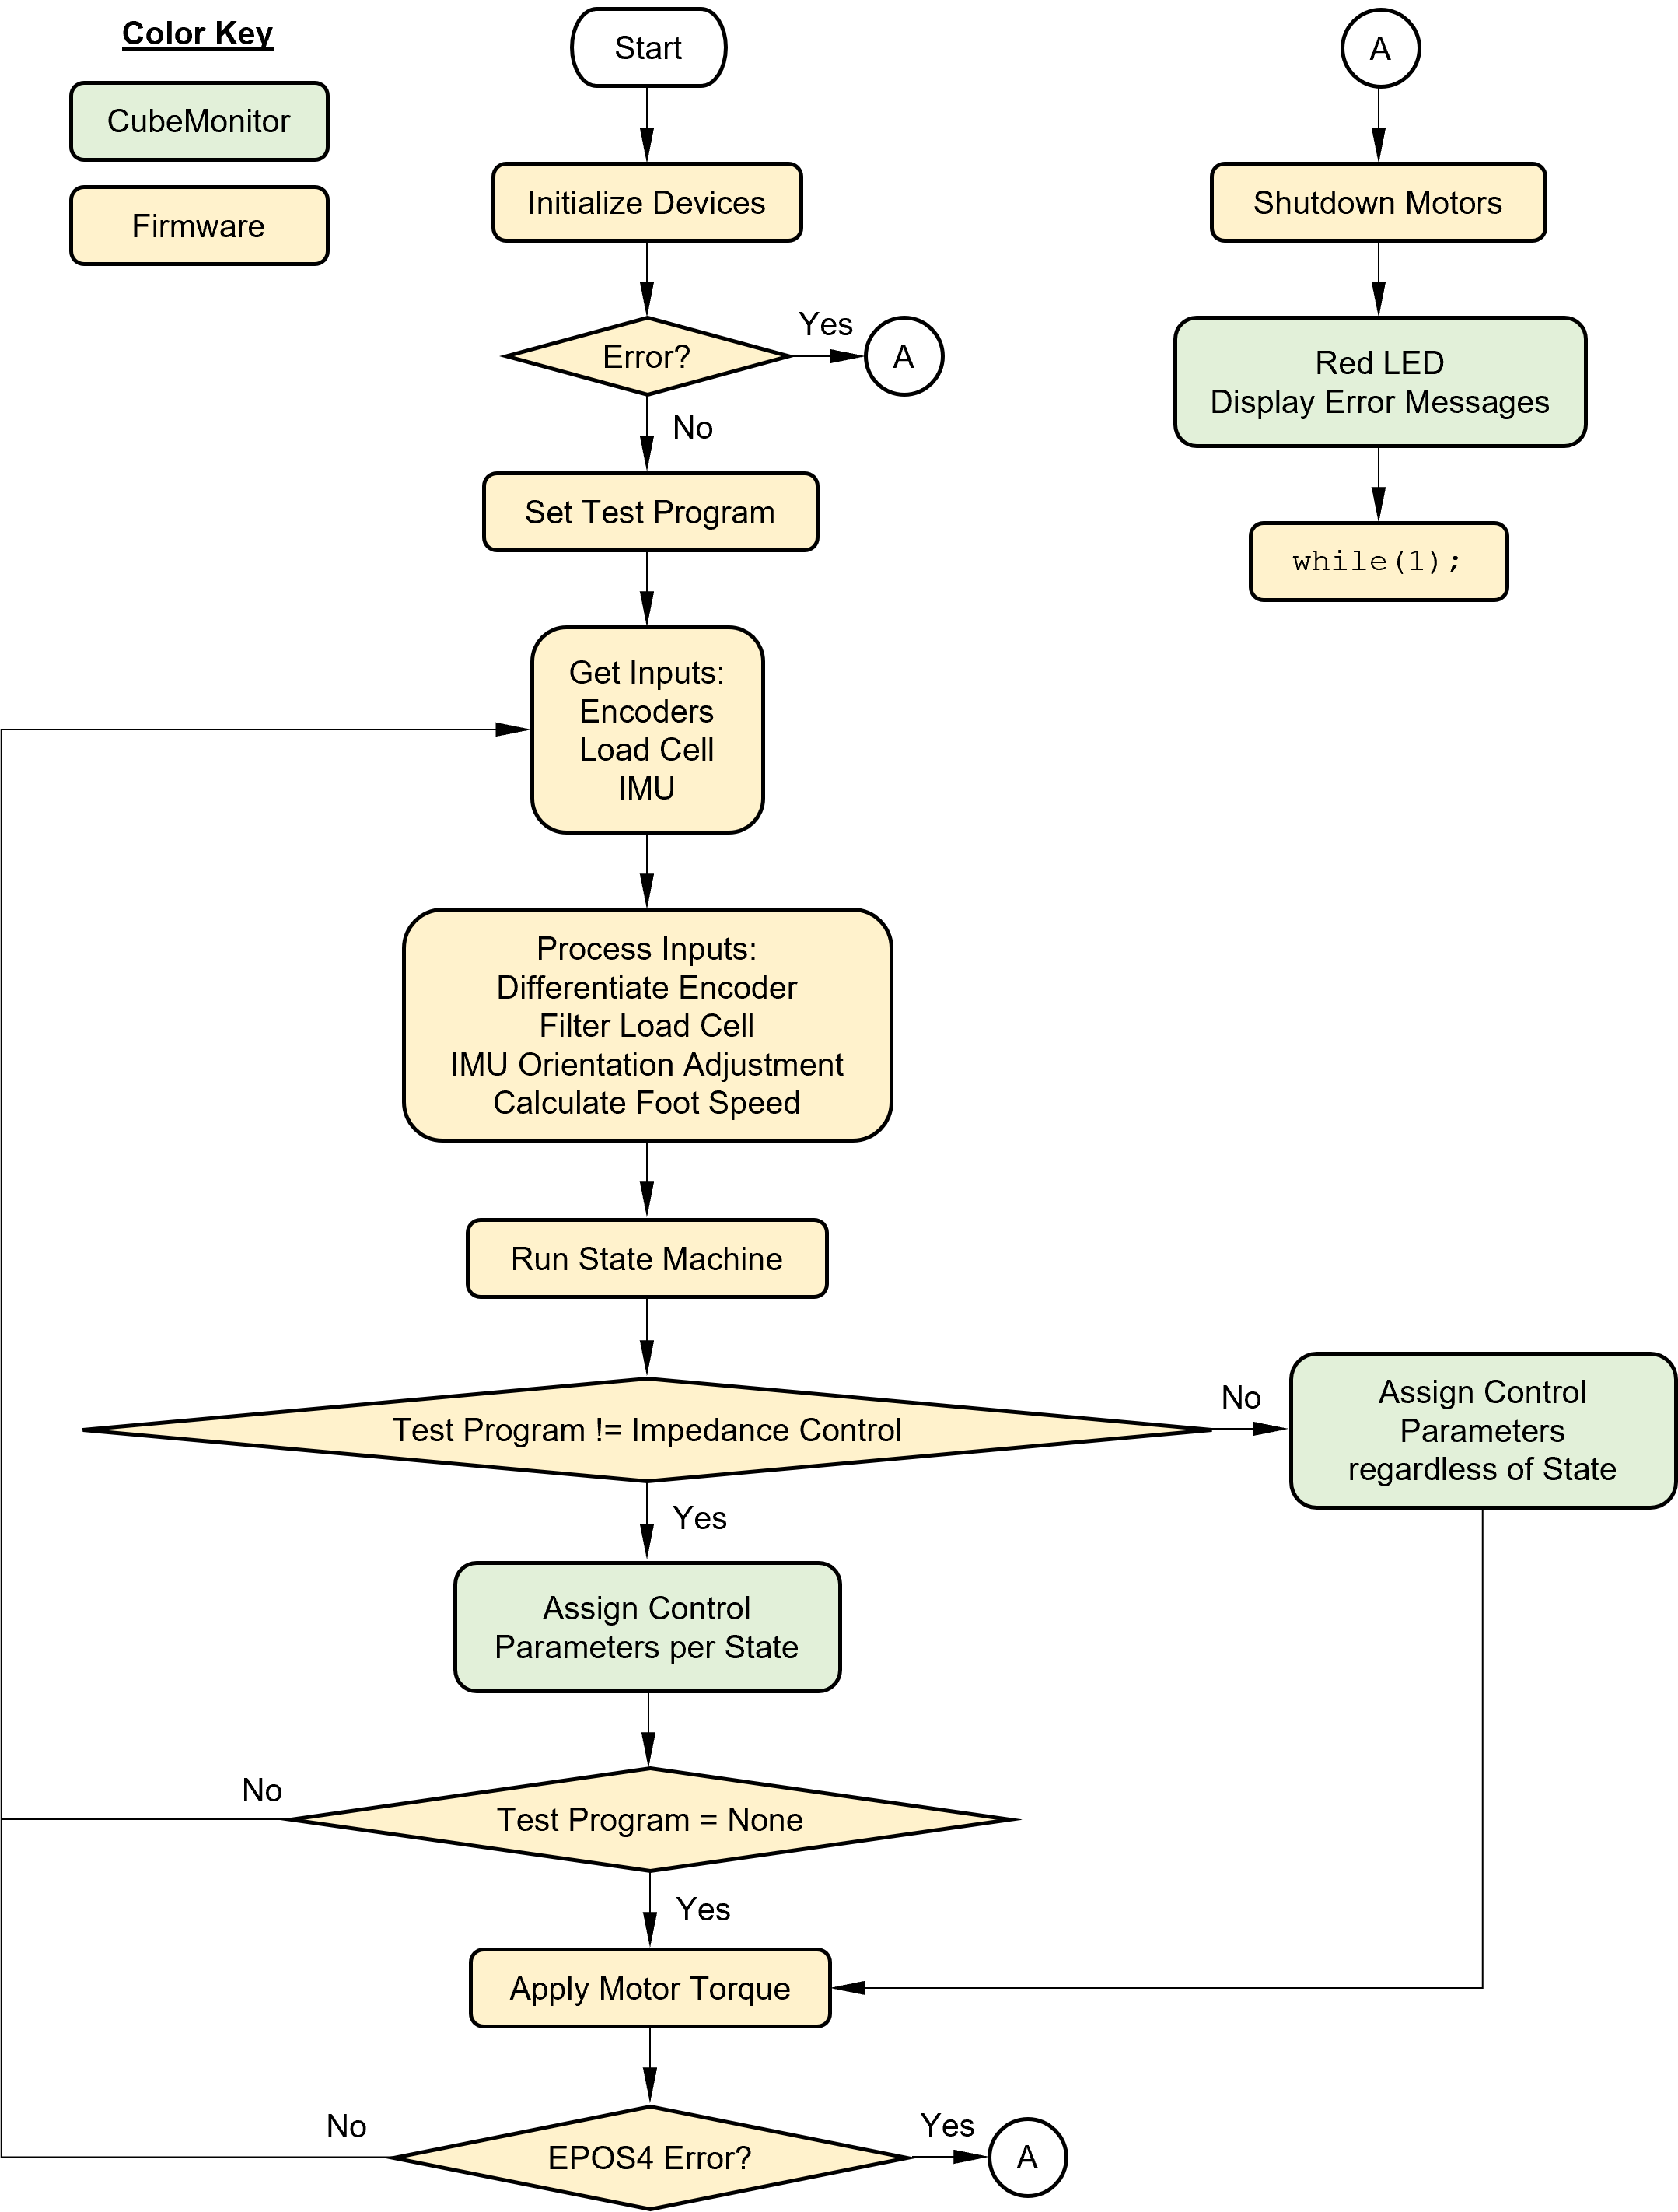 Color Key
CubeMonitor
Firmware
Start
Initialize Devices
Error?
Yes
A
No
Set Test Program
Get Inputs:
Encoders
Load Cell
IMU
Process Inputs:
Differentiate Encoder
Filter Load Cell
IMU Orientation Adjustment
Calculate Foot Speed
Run State Machine
Test Program != Impedance Control
No
Assign Control
Parameters
regardless of State
Yes
Assign Control
Parameters per State
Test Program = None
No
Yes
Apply Motor Torque
EPOS4 Error?
No
Yes
A
A
Shutdown Motors
Red LED
Display Error Messages
while(1);